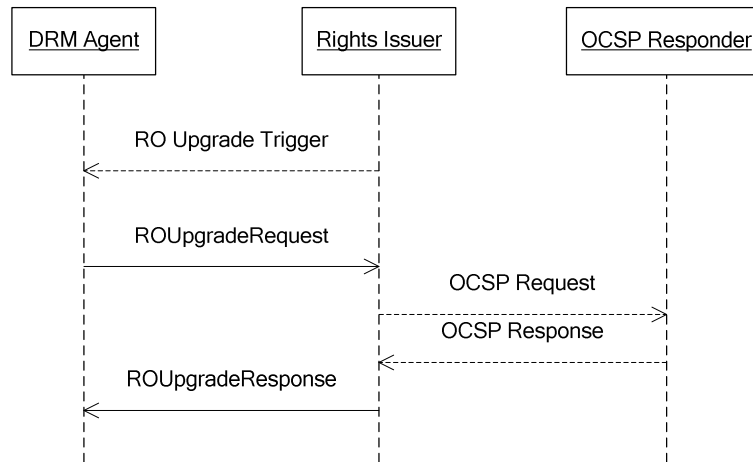 DRM Agent
Rights Issuer
OCSP Responder
RO Upgrade Trigger
ROUpgradeRequest
OCSP Request
OCSP Response
ROUpgradeResponse